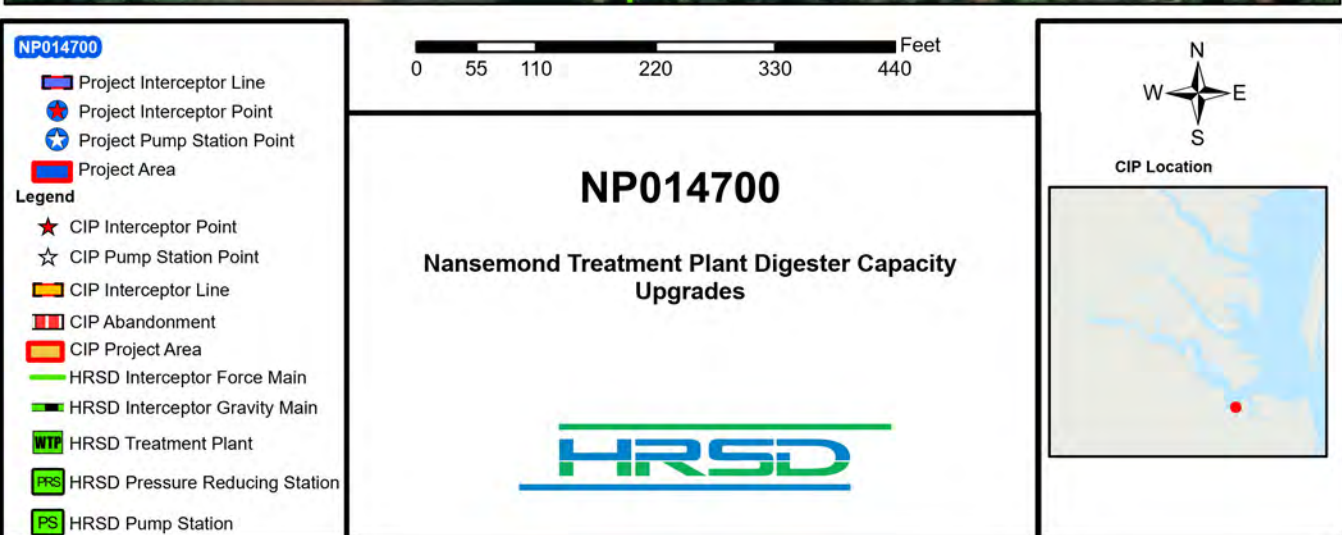 NP014700
Project Interceptor Line
Project Interceptor Point
Project Pump Station Point
Project Area
Legend
CIP Interceptor Point
CIP Pump Station Point
CIP Interceptor Line
CIP Abandonment
CIP Project Area
HRSD Interceptor Force Main
HRSD Interceptor Gravity Main
WTP HRSD Treatment Plant
PRS HRSD Pressure Reducing Station
PS HRSD Pump Station
Feet
0 55 110 220 330 440
NP014700
Nansemond Treatment Plant Digester Capacity
Upgrades
HRSD
N
W E
S
CIP Location